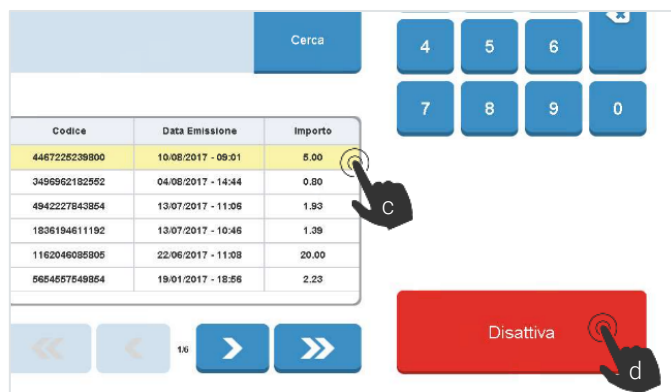 Cerca
4 5 6
7 8 9 0
Codice Data Emissione Importo
4467225239800 10/08/2017 - 09:01 5.00
3496962182552 04/08/2017 - 14:44 0.80
4942227843854 13/07/2017 - 11:06 1.93
1836194611192 13/07/2017 - 10:46 1.39
1162046085805 22/06/2017 - 11:08 20.00
5654557549854 19/01/2017 - 18:56 2.23
c
1/6
Disattiva
d